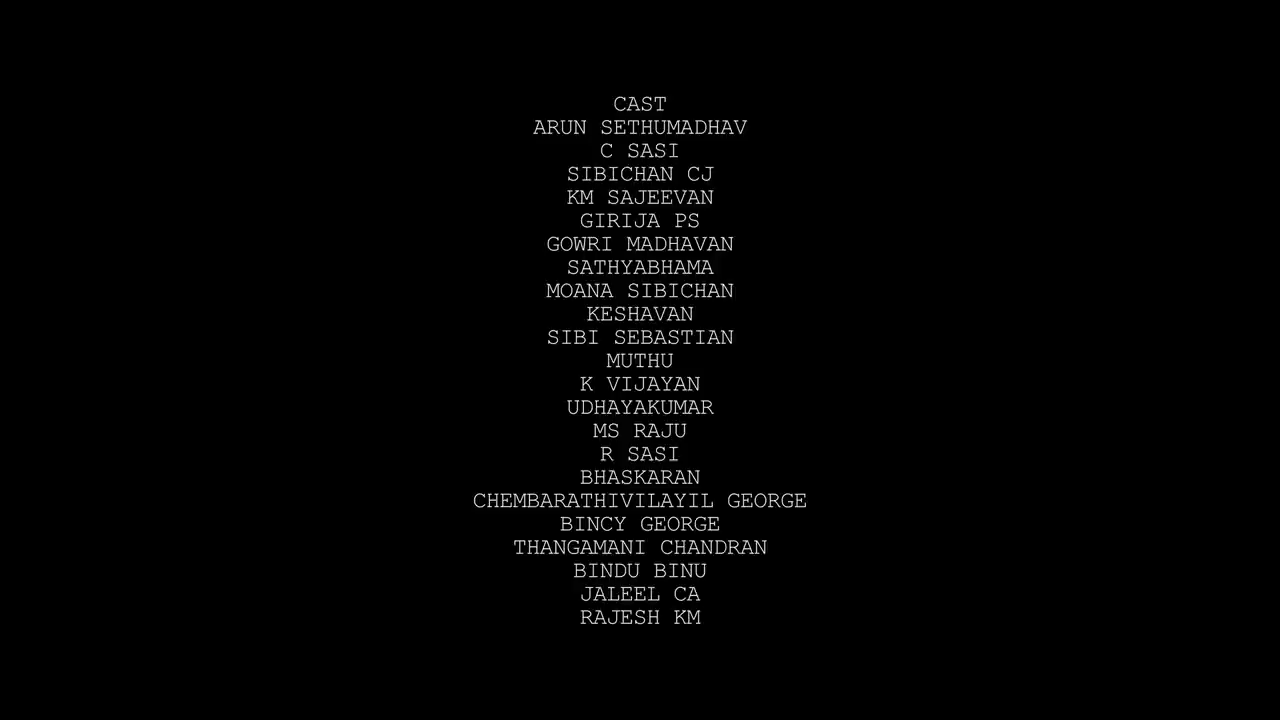 CAST
ARUN SETHUMADHAV
C SASI
SIBICHAN CJ
KM SAJEEVAN
GIRIJA PS
GOWRI MADHAVAN
SATHYABHAMA
MOANA SIBICHAN
KESHAVAN
SIBI SEBASTIAN
MUTHU
K VIJAYAN
UDHAYAKUMAR
MS RAJU
R SASI
BHASKARAN
CHEMBARATHIVILAYIL GEORGE
BINCY GEORGE
THANGAMANI CHANDRAN
BINDU BINU
JALEEL CA
RAJESH KM